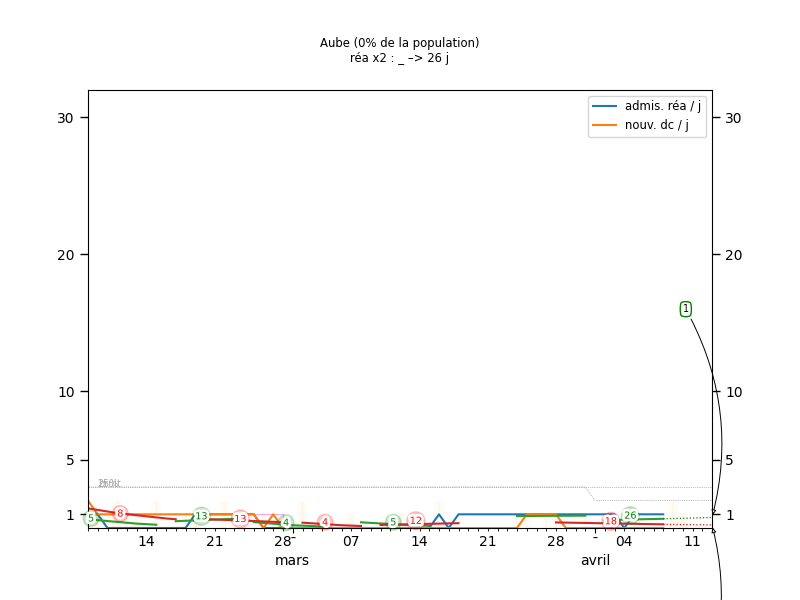 Aube (0% de la population)
réa x2 : _ –> 26 j
admis. réa / j
nouv. dc / j
30 30
20 20
1
10 10
5 5
1 1
5 8 13 13 4 4 5 12 18 26
14 21 28 07 14 21 28 04 11
mars avril